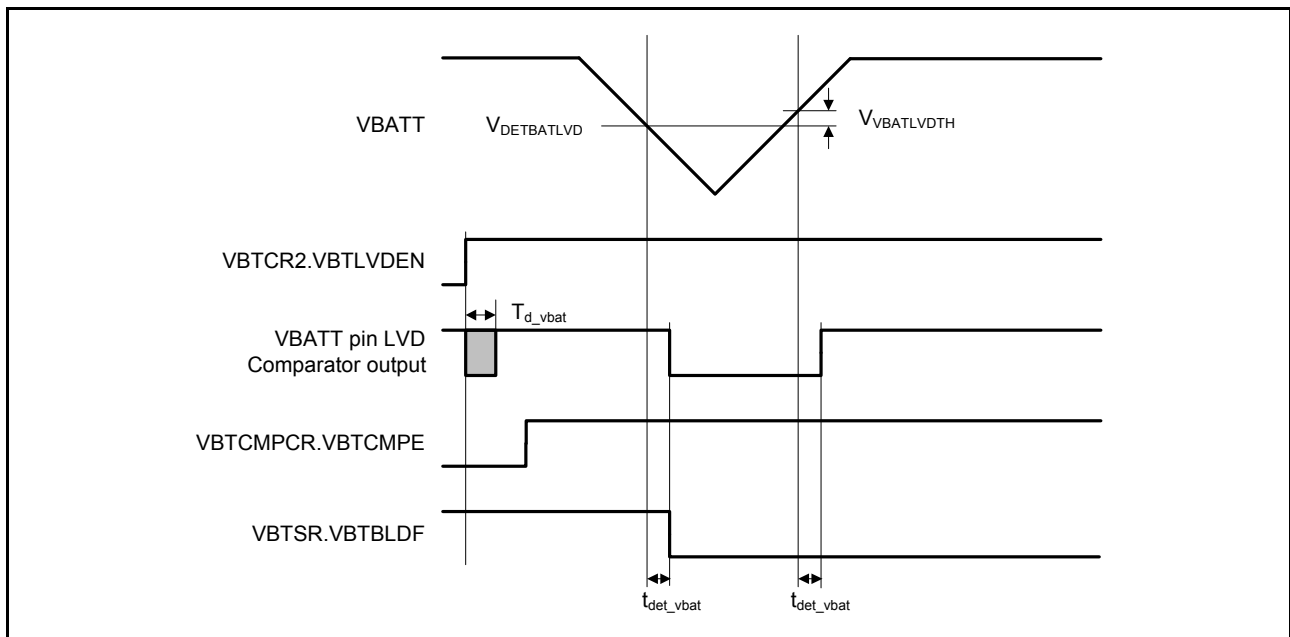 VBATT
VDETBATLVD
VVBATLVDTH
VBTCR2.VBTLVDEN
Td_vbat
VBATT pin LVD
Comparator output
VBTCMPCR.VBTCMPE
VBTSR.VBTBLDF
tdet_vbat
tdet_vbat